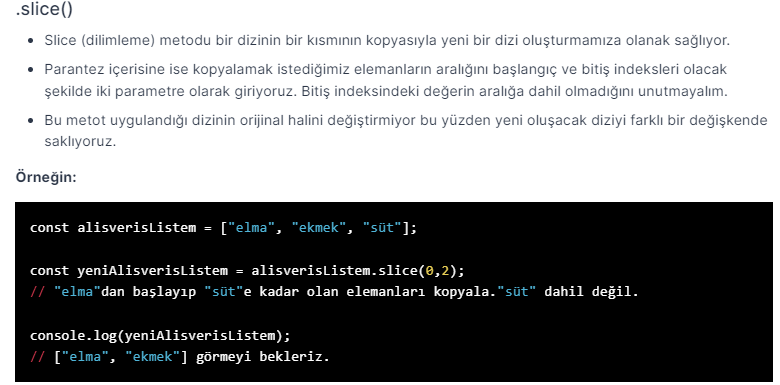 .slice()
Slice (dilimleme) metodu bir dizinin bir kısmının kopyasıyla yeni bir dizi oluşturmamıza olanak sağlıyor.
Parantez içerisine ise kopyalamak istediğimiz elemanların aralığını başlangıç ve bitiş indeksleri olacak
şekilde iki parametre olarak giriyoruz. Bitiş indeksindeki değerin aralığa dahil olmadığını unutmayalım.
Bu metot uygulandığı dizinin orijinal halini değiştirmiyor bu yüzden yeni oluşacak diziyi farklı bir değişkende
saklıyoruz.
Örneğin:
const alisverisListem = ["elma", "ekmek", "süt"];
const yeniAlisverisListem = alisverisListem.slice(0,2);
// "elma"dan başlayıp "süt"e kadar olan elemanları kopyala."süt" dahil değil.
console.log(yeniAlisverisListem);
// ["elma", "ekmek"] görmeyi bekleriz.